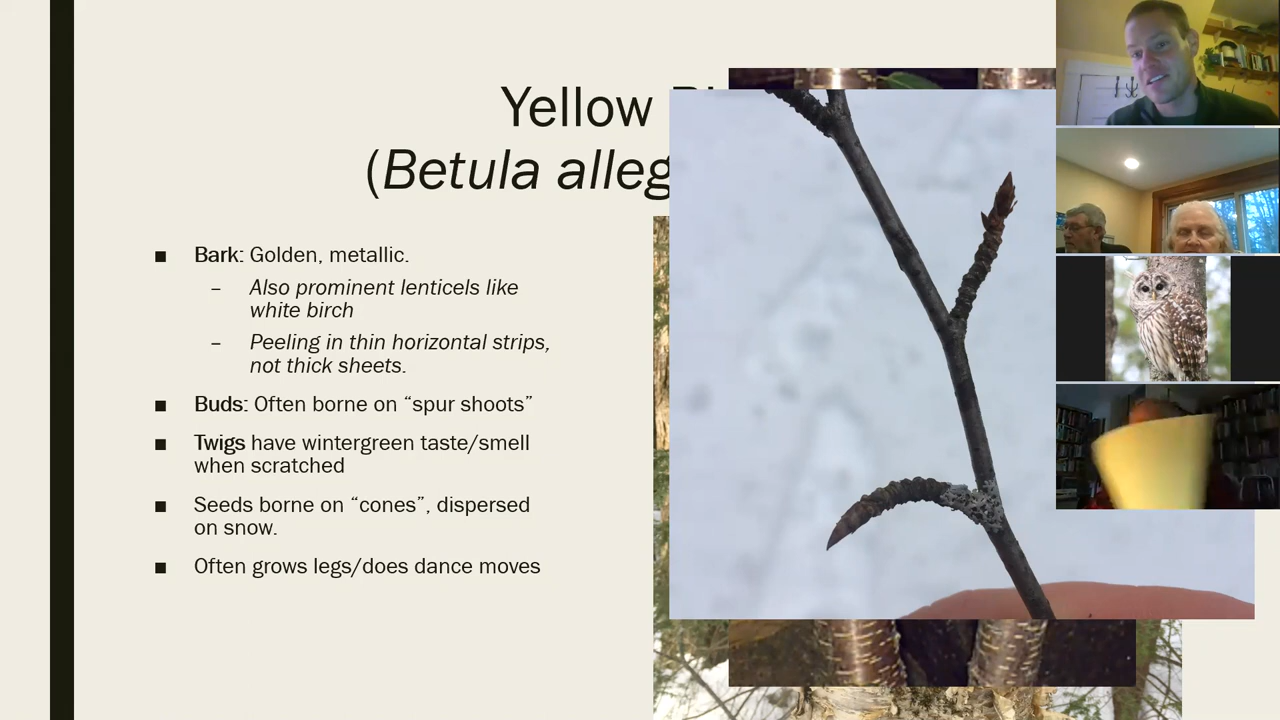 Yellow
(Betula alleg
Bark: Golden, metallic.
– Also prominent lenticels like
white birch
– Peeling in thin horizontal strips,
not thick sheets.
Buds: Often borne on “spur shoots”
Twigs have wintergreen taste/smell
when scratched
Seeds borne on “cones”, dispersed
on snow.
Often grows legs/does dance moves